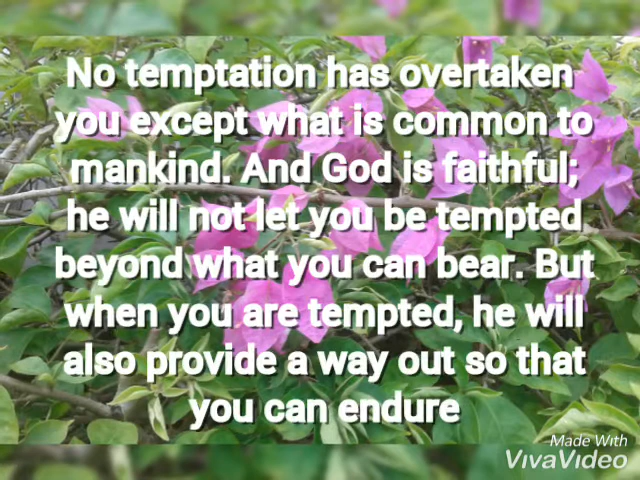 No temptation has overtaken
you except what is common to
mankind. And God is faithful;
he will not let you be tempted
beyond what you can bear. But
when you are tempted, he will
also provide a way out so that
you can endure
Made With
VivaVideo